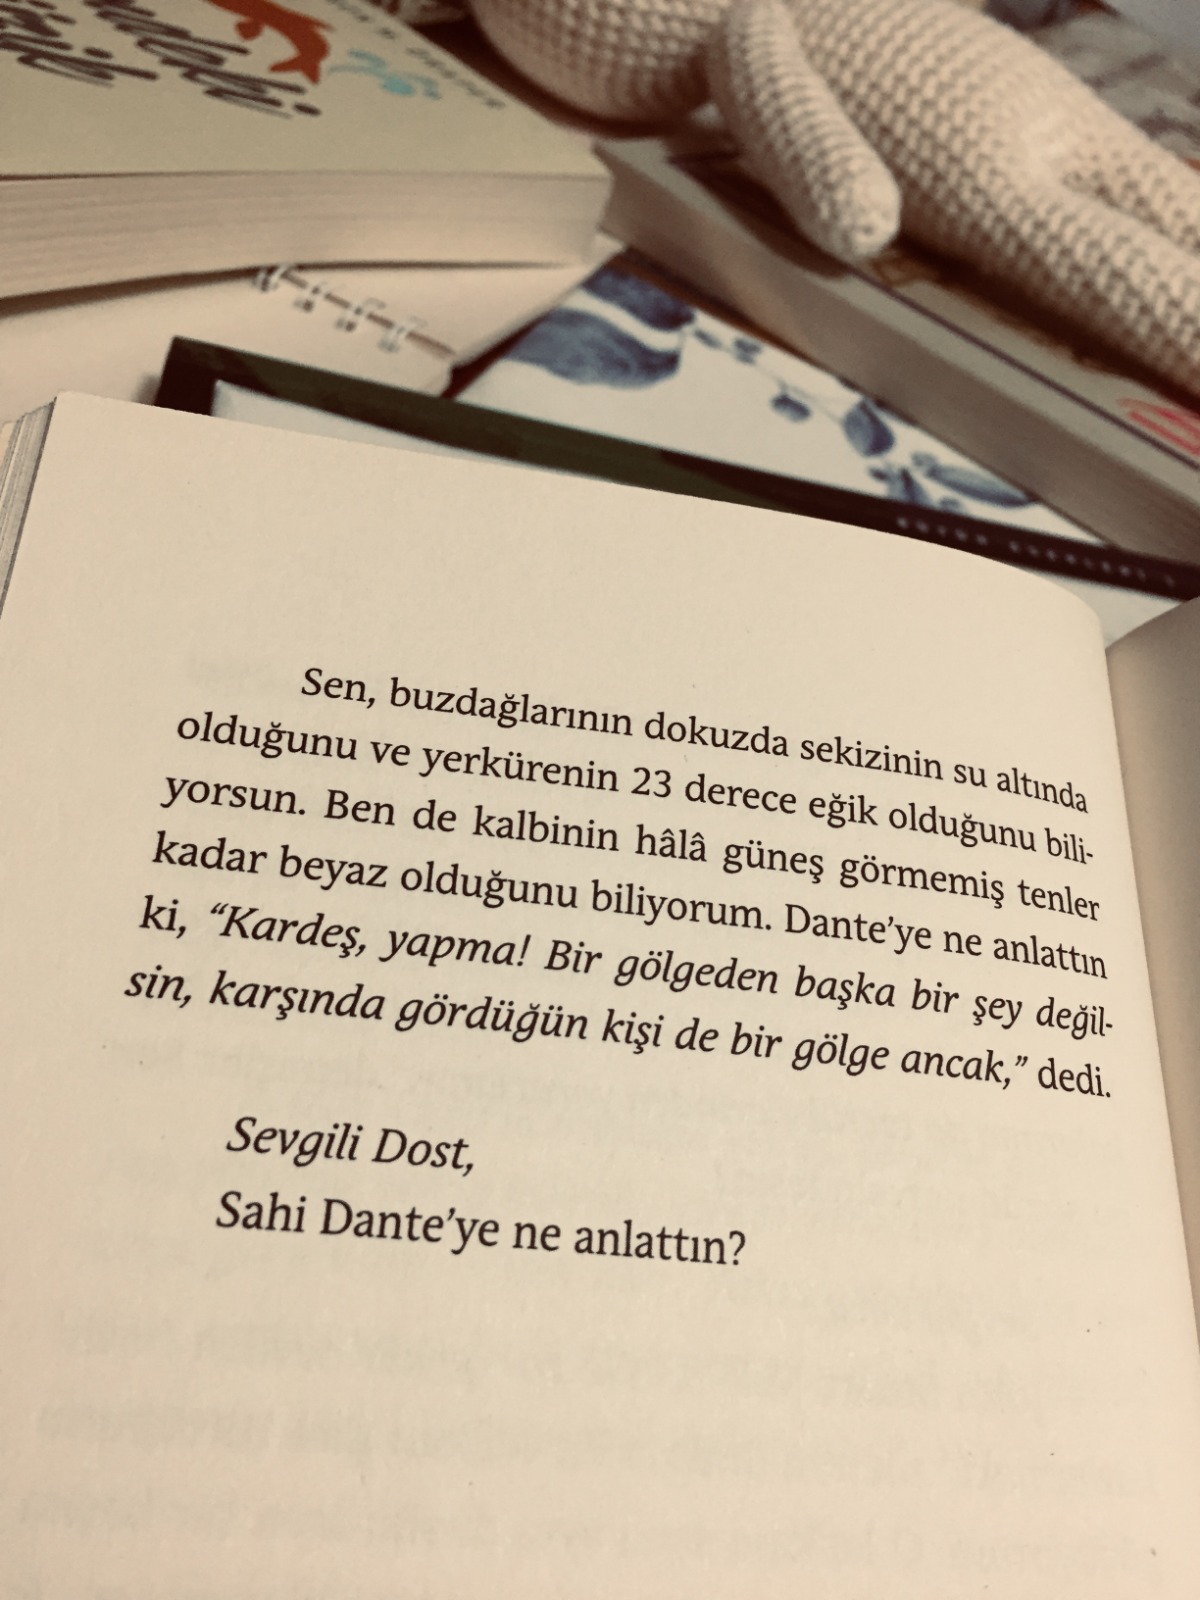 Sen, buzdağlarının dokuzda sekizinin su altında
olduğunu ve yerkürenin 23 derece eğik olduğunu bili-
yorsun. Ben de kalbinin hâlâ güneş görmemiş tenler
kadar beyaz olduğunu biliyorum. Dante’ye ne anlattın
ki, “Kardeş, yapma! Bir gölgeden başka bir şey değil-
sin, karşında gördüğün kişi de bir gölge ancak,” dedi.
Sevgili Dost,
Sahi Dante’ye ne anlattın?